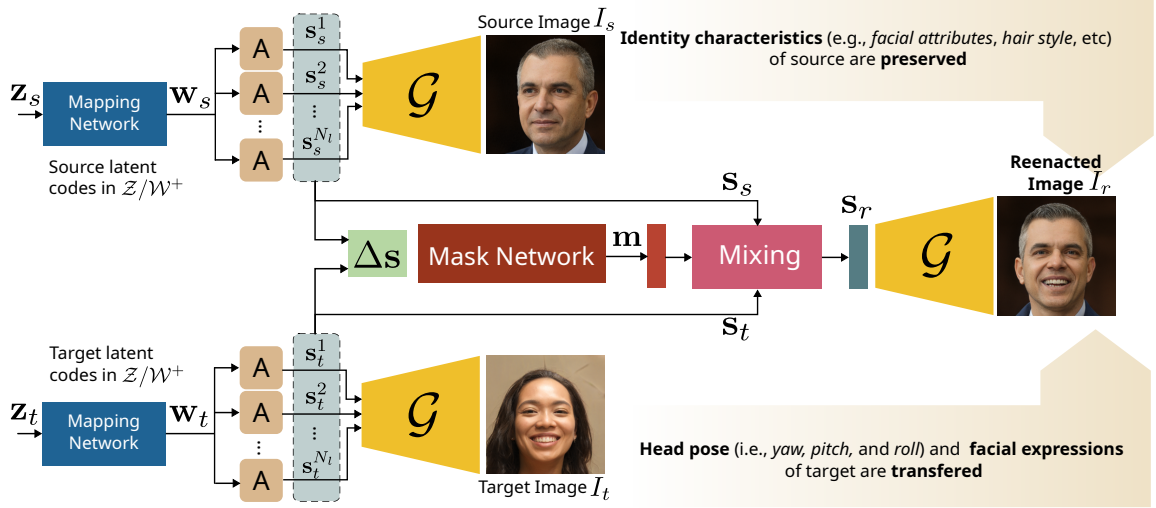 Source Image I_s
Identity characteristics (e.g., facial attributes, hair style, etc)
of source are preserved
z_s
Mapping
Network
w_s
A
A
⋮
A
s_s^1
s_s^2
⋮
s_s^{N_l}
G
Source latent
codes in Z/W^+
Reenacted
Image I_r
s_s
Δs
Mask Network
m
Mixing
s_r
G
s_t
Target latent
codes in Z/W^+
z_t
Mapping
Network
w_t
A
A
⋮
A
s_t^1
s_t^2
⋮
s_t^{N_l}
G
Target Image I_t
Head pose (i.e., yaw, pitch, and roll) and facial expressions
of target are transfered